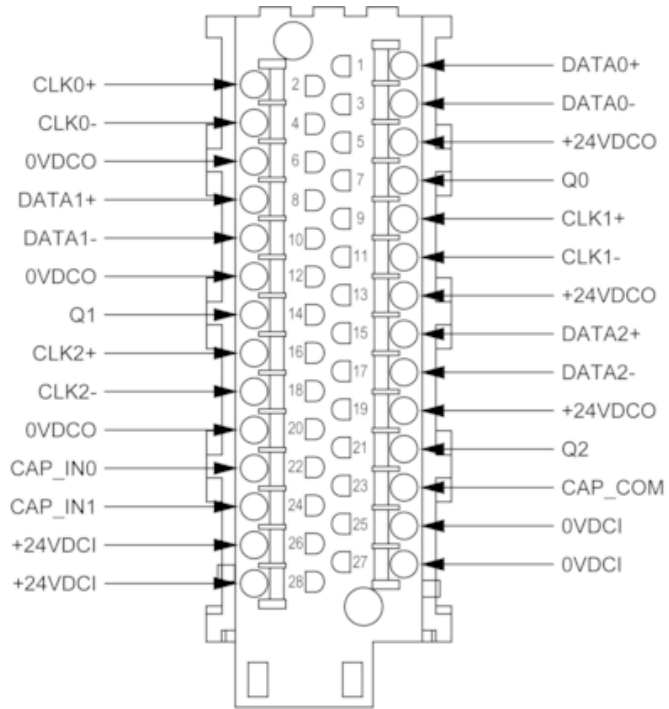 1 DATA0+
CLK0+ 2
3 DATA0-
CLK0- 4
5 +24VDCO
0VDCO 6
7 Q0
DATA1+ 8
9 CLK1+
DATA1- 10
11 CLK1-
0VDCO 12
13 +24VDCO
Q1 14
15 DATA2+
CLK2+ 16
17 DATA2-
CLK2- 18
19 +24VDCO
0VDCO 20
21 Q2
CAP_IN0 22
23 CAP_COM
CAP_IN1 24
25 0VDCI
+24VDCI 26
27 0VDCI
+24VDCI 28